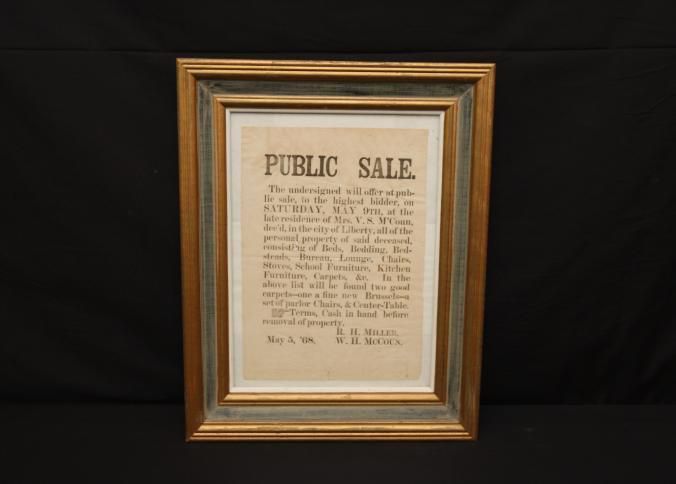 PUBLIC SALE.
The undersigned will offer at pub-
lic sale, to the highest bidder, on
SATURDAY, MAY 9TH, at the
late residence of Mrs. V. S. M'Coun,
dec'd, in the city of Liberty, all of the
personal property of said deceased,
consisting of Beds, Bedding, Bed-
steads, Bureau, Lounge, Chairs,
Stoves, School Furniture, Kitchen
Furniture, Carpets, &c. In the
above list will be found two good
carpets—one a fine new Brussels—a
set of parlor Chairs, & Center-Table.
☞Terms, Cash in hand before
removal of property.
R. H. MILLER,
May 5, '68. W. H. MCCOUN.